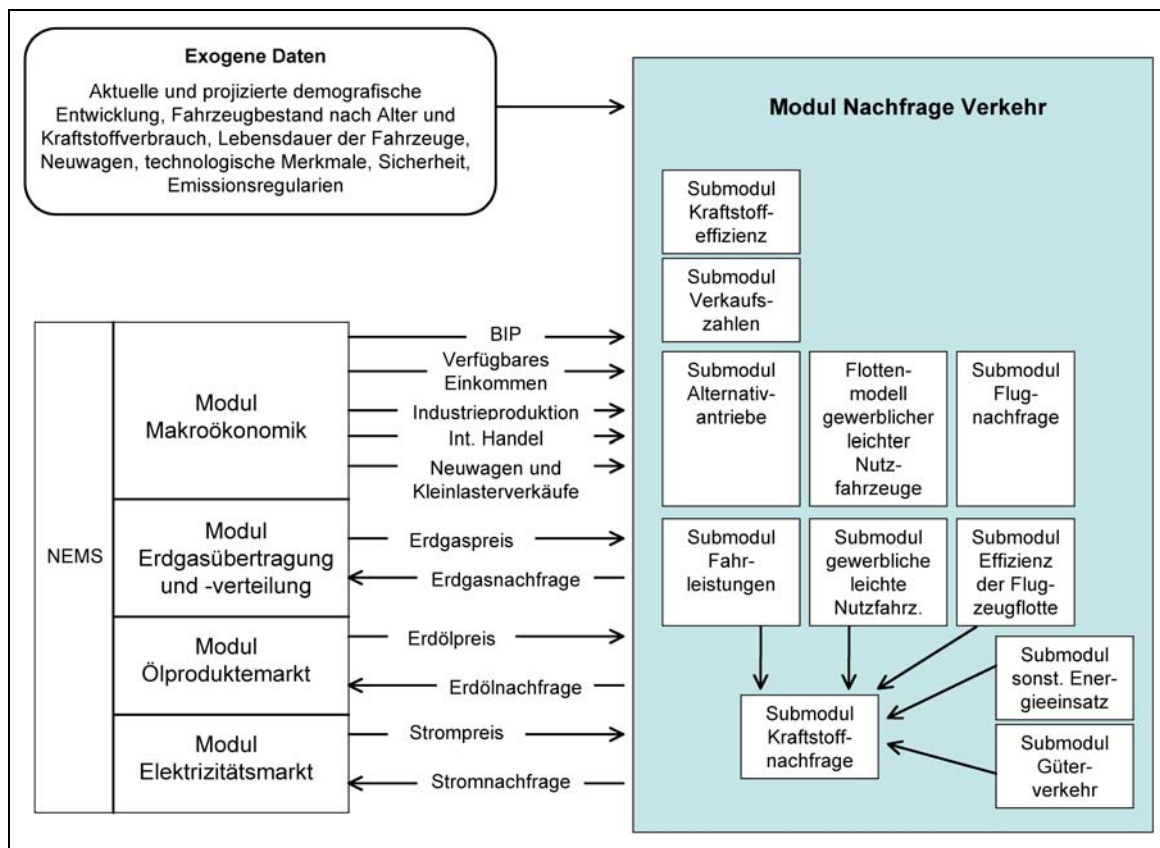 Exogene Daten
Aktuelle und projizierte demografische
Entwicklung, Fahrzeugbestand nach Alter und
Kraftstoffverbrauch, Lebensdauer der Fahrzeuge,
Neuwagen, technologische Merkmale, Sicherheit,
Emissionsregularien
NEMS
Modul
Makroökonomik
Modul
Erdgasübertragung
und -verteilung
Modul
Ölproduktemarkt
Modul
Elektrizitätsmarkt
BIP
Verfügbares
Einkommen
Industrieproduktion
Int. Handel
Neuwagen und
Kleinlasterverkäufe
Erdgaspreis
Erdgasnachfrage
Erdölpreis
Erdölnachfrage
Strompreis
Stromnachfrage
Modul Nachfrage Verkehr
Submodul
Kraftstoff-
effizienz
Submodul
Verkaufs-
zahlen
Submodul
Alternativ-
antriebe
Flotten-
modell
gewerblicher
leichter
Nutz-
fahrzeuge
Submodul
Flug-
nachfrage
Submodul
Fahr-
leistungen
Submodul
gewerbliche
leichte
Nutzfahrz.
Submodul
Effizienz
der Flug-
zeugflotte
Submodul
sonst. Ener-
gieeinsatz
Submodul
Kraftstoff-
nachfrage
Submodul
Güter-
verkehr